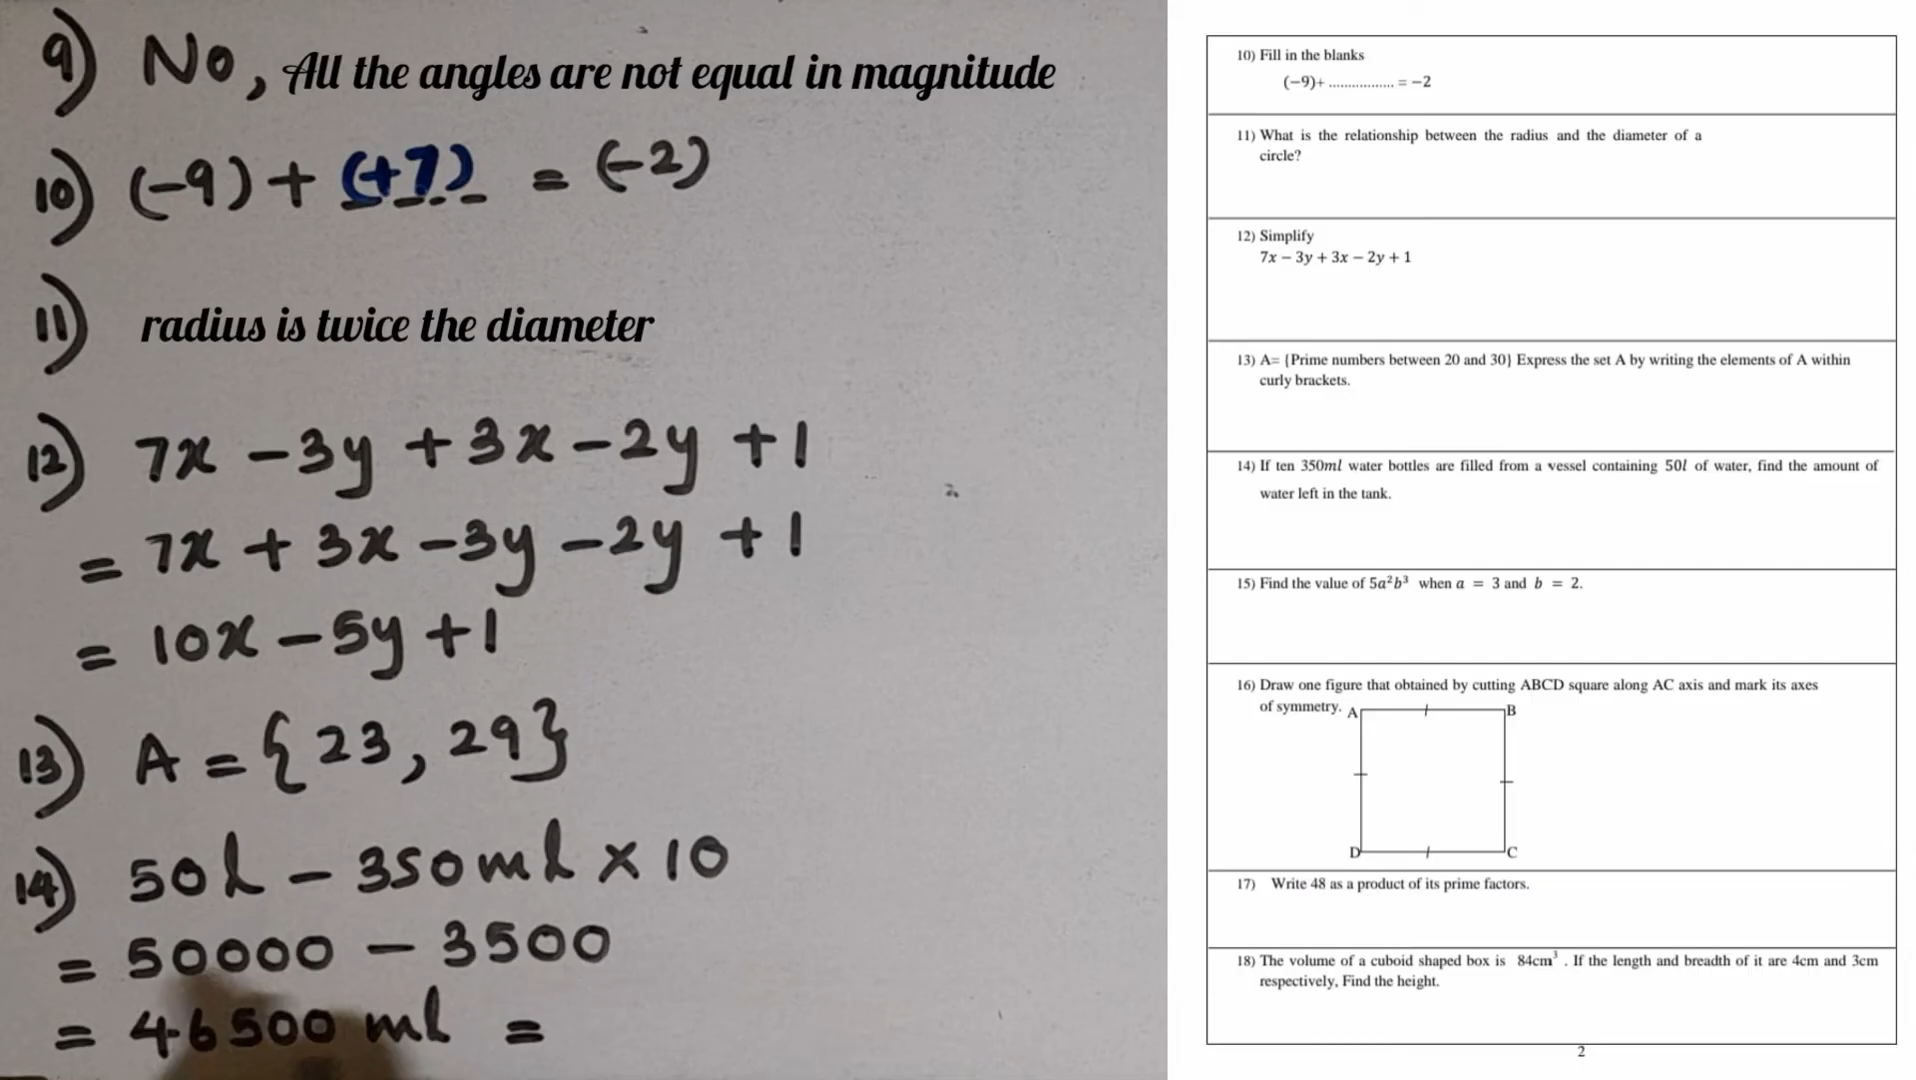 9) No, All the angles are not equal in magnitude
10) (-9) + (+7) = (-2)
11) radius is twice the diameter
12) 7x - 3y + 3x - 2y + 1
= 7x + 3x - 3y - 2y + 1
= 10x - 5y + 1
13) A = {23, 29}
14) 50l - 350ml × 10
= 50000 - 3500
= 46500 ml =
10) Fill in the blanks
(−9)+ ................. = −2
11) What is the relationship between the radius and the diameter of a
circle?
12) Simplify
7x − 3y + 3x − 2y + 1
13) A= {Prime numbers between 20 and 30} Express the set A by writing the elements of A within
curly brackets.
14) If ten 350ml water bottles are filled from a vessel containing 50l of water, find the amount of
water left in the tank.
15) Find the value of 5a²b³ when a = 3 and b = 2.
16) Draw one figure that obtained by cutting ABCD square along AC axis and mark its axes
of symmetry.
A B
D C
17) Write 48 as a product of its prime factors.
18) The volume of a cuboid shaped box is 84cm³ . If the length and breadth of it are 4cm and 3cm
respectively, Find the height.
2